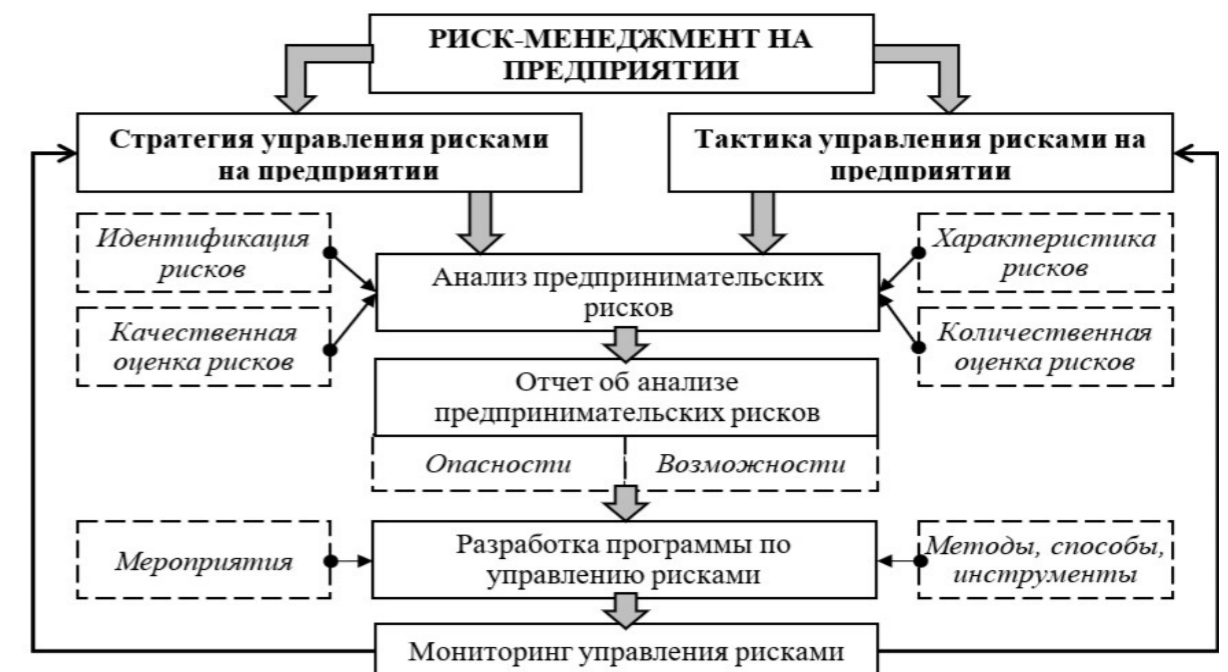 РИСК-МЕНЕДЖМЕНТ НА
ПРЕДПРИЯТИИ
Стратегия управления рисками
на предприятии
Тактика управления рисками на
предприятии
Идентификация
рисков
Анализ предпринимательских
рисков
Характеристика
рисков
Качественная
оценка рисков
Количественная
оценка рисков
Отчет об анализе
предпринимательских рисков
Опасности
Возможности
Мероприятия
Разработка программы по
управлению рисками
Методы, способы,
инструменты
Мониторинг управления рисками